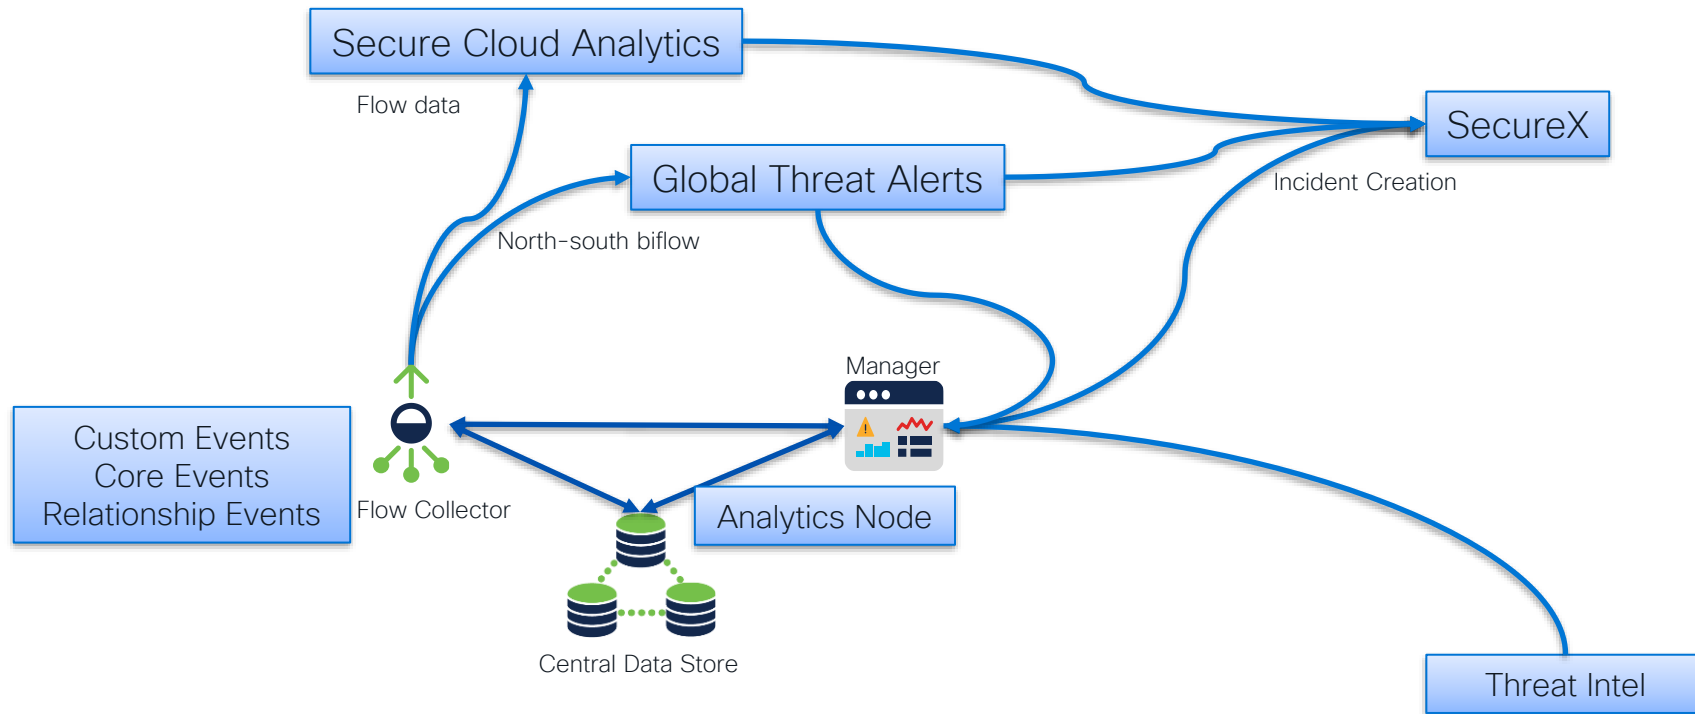 Secure Cloud Analytics
Flow data
SecureX
Global Threat Alerts
Incident Creation
North-south biflow
Manager
Custom Events
Core Events
Relationship Events
Flow Collector
Analytics Node
Central Data Store
Threat Intel